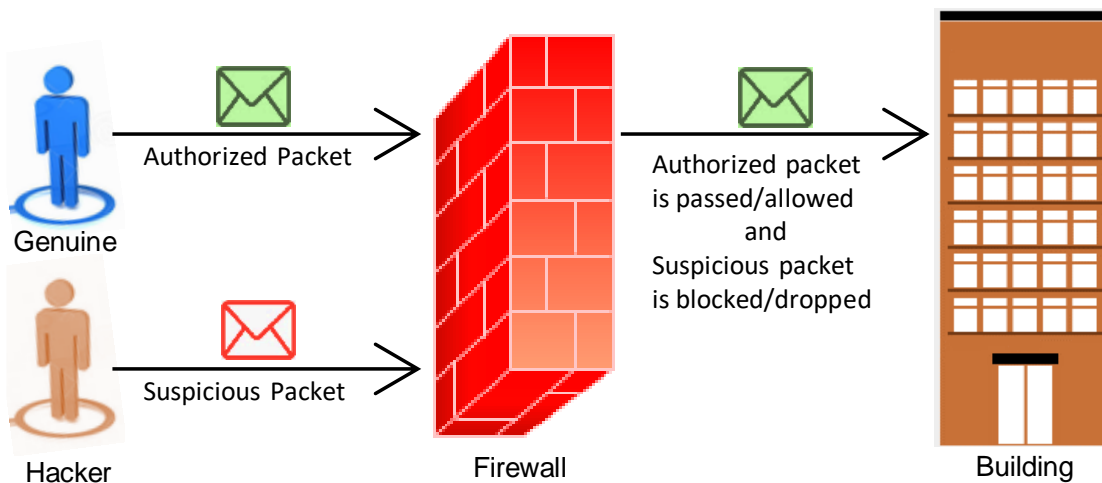 Authorized Packet
Genuine
Suspicious Packet
Hacker
Firewall
Authorized packet
is passed/allowed
and
Suspicious packet
is blocked/dropped
Building